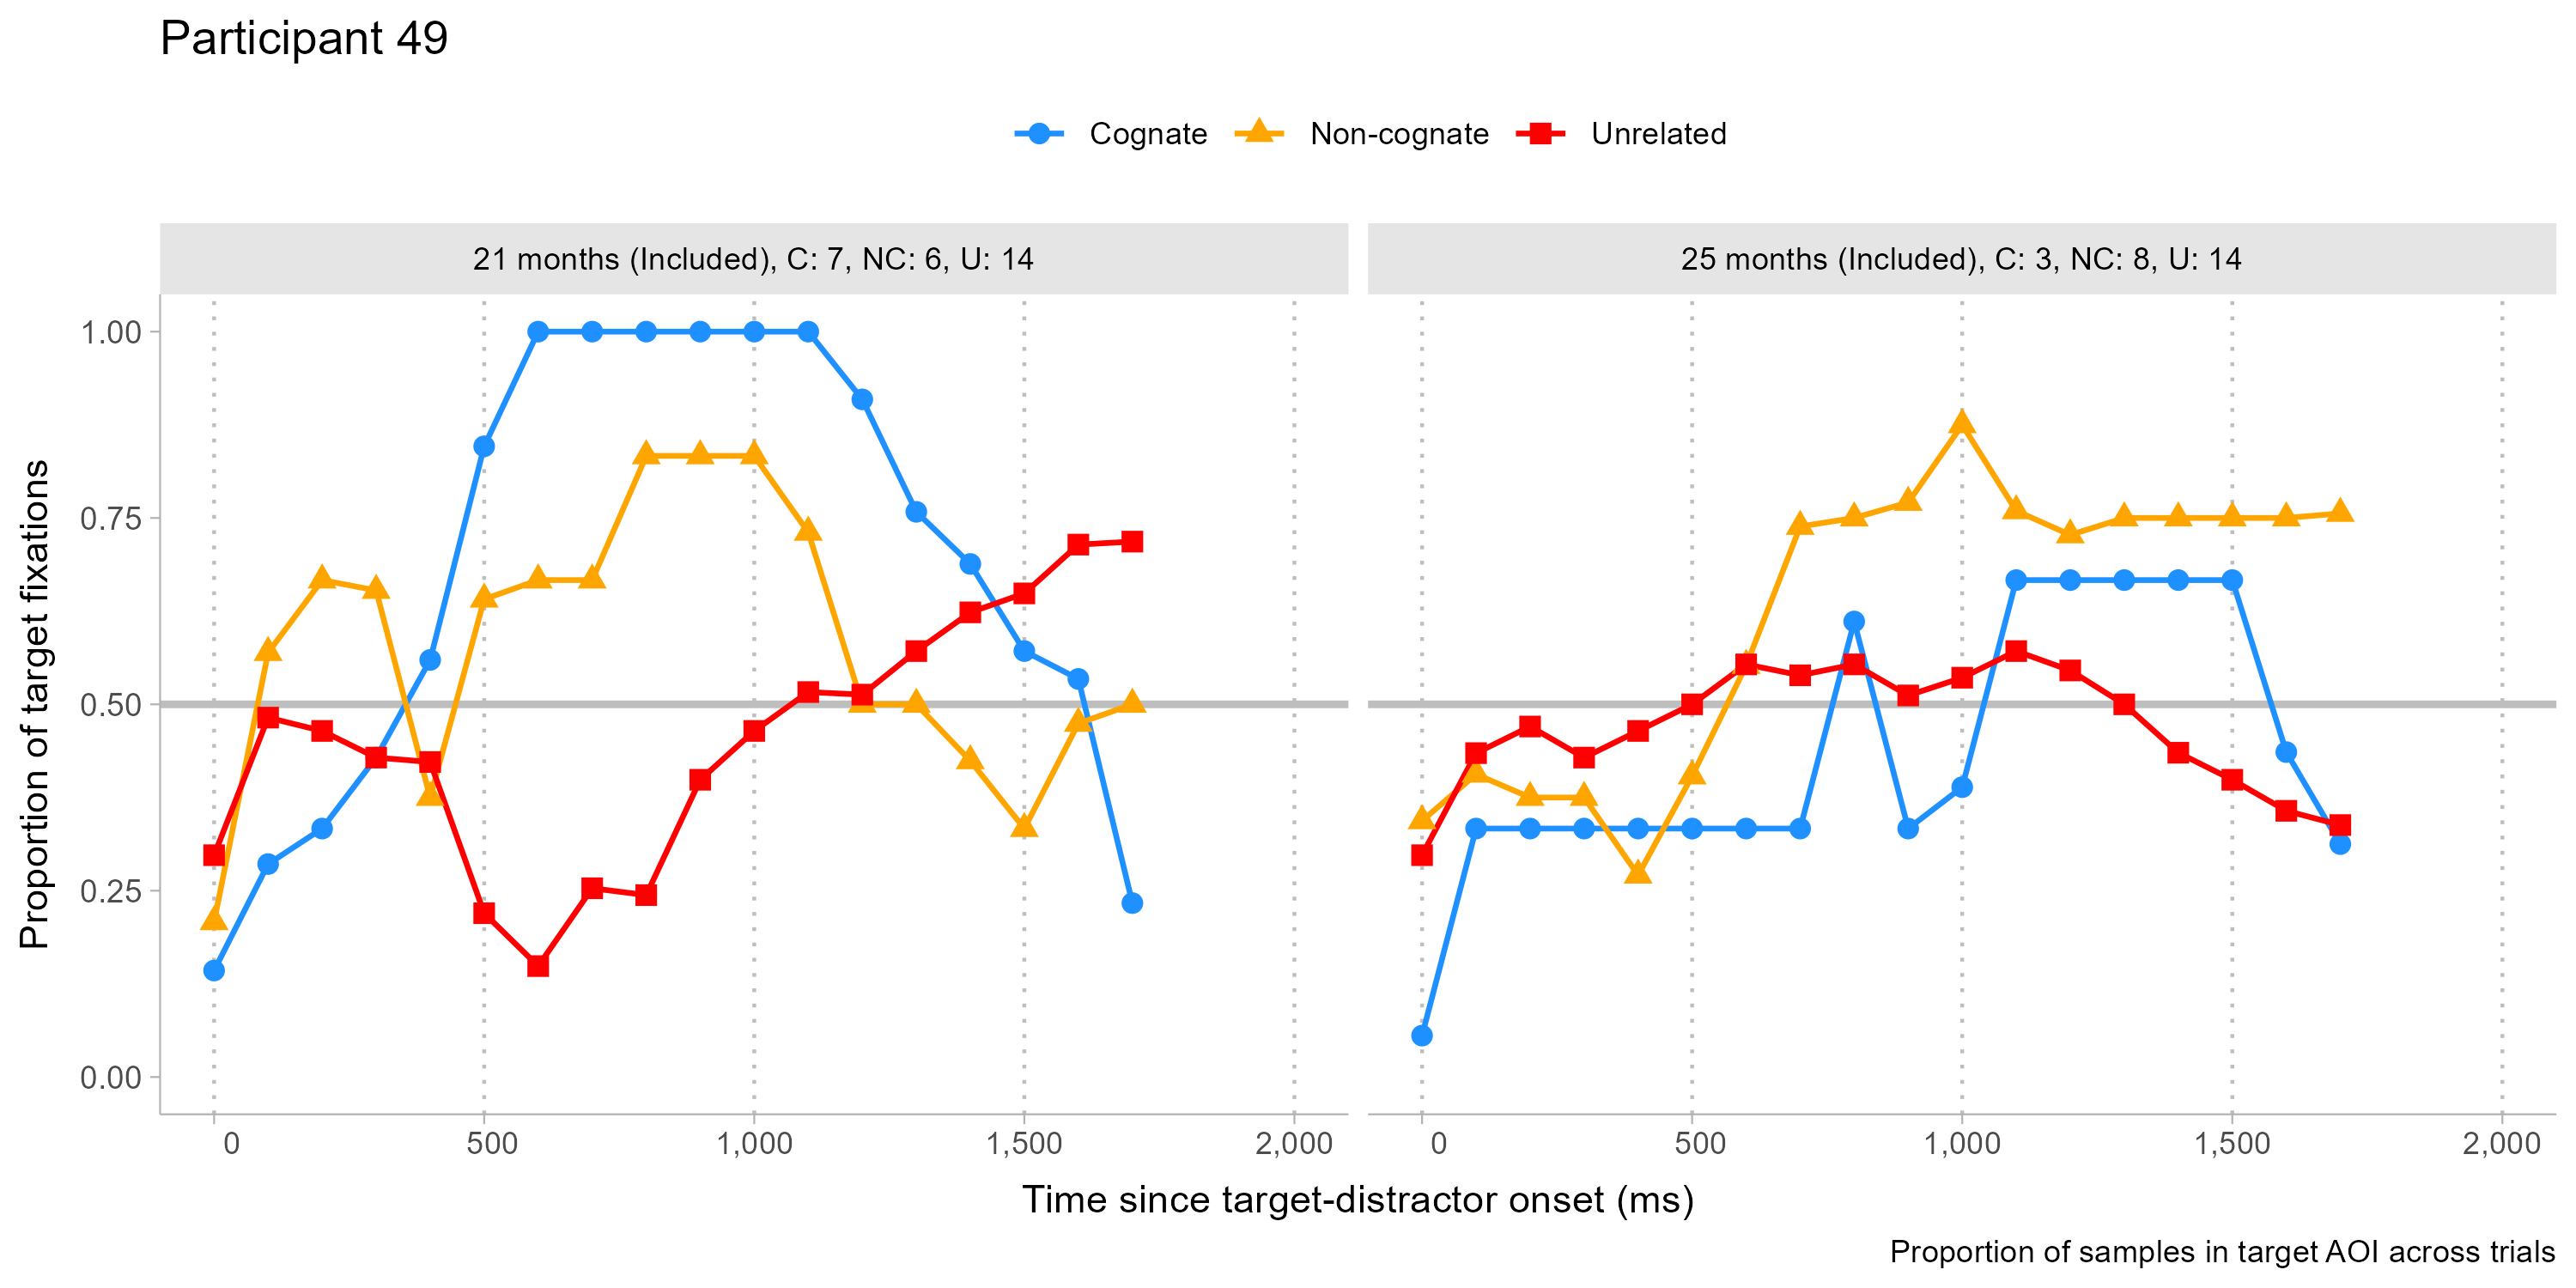 Participant 49
Cognate Non-cognate Unrelated
21 months (Included), C: 7, NC: 6, U: 14
25 months (Included), C: 3, NC: 8, U: 14
Proportion of target fixations
1.00
0.75
0.50
0.25
0.00
0 500 1,000 1,500 2,000
0 500 1,000 1,500 2,000
Time since target-distractor onset (ms)
Proportion of samples in target AOI across trials